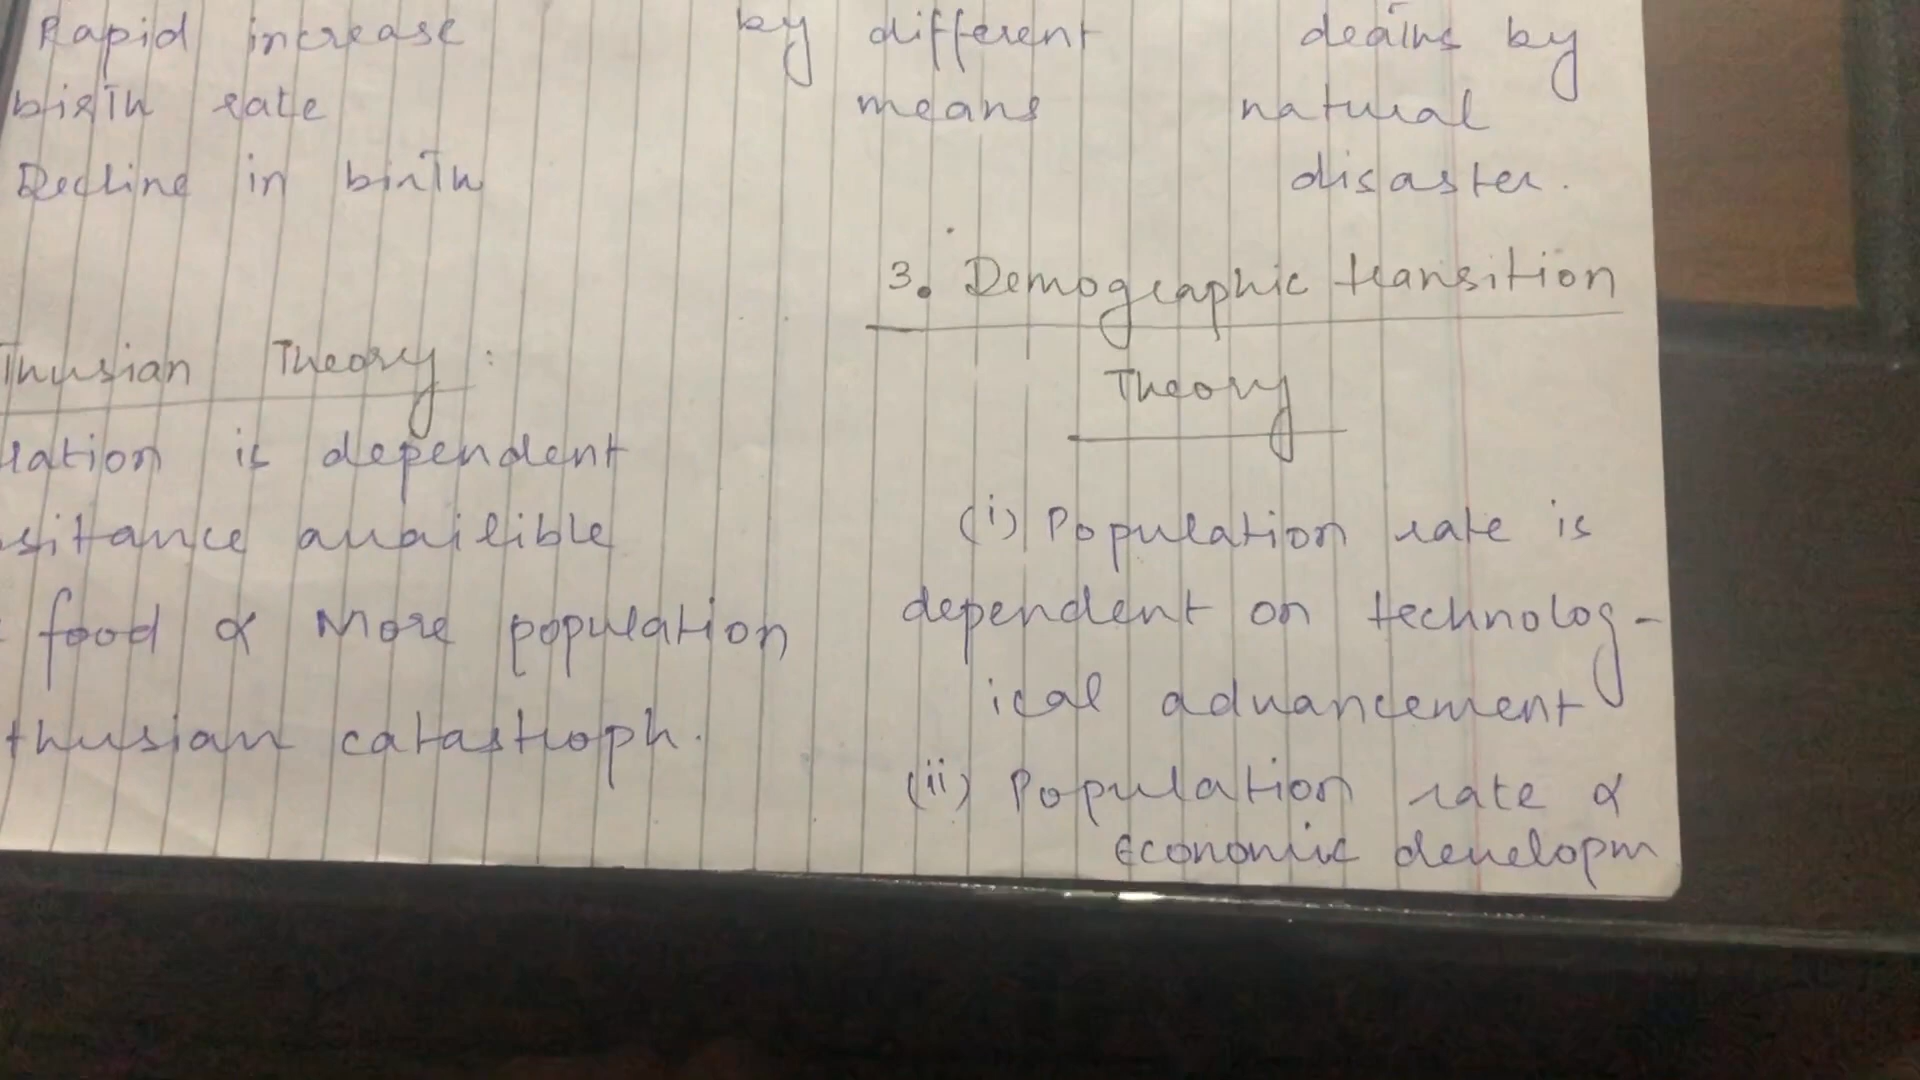 Rapid increase
birth rate
Decline in birth
by different
means
deaths by
natural
disaster.
thusian Theory :
lation is dependent
sitance availible
food ∝ More population
thusian catastroph.
3. Demographic transition
Theory
(i) Population rate is
dependent on technolog-
ical advancement
(ii) Population rate ∝
Economic developm